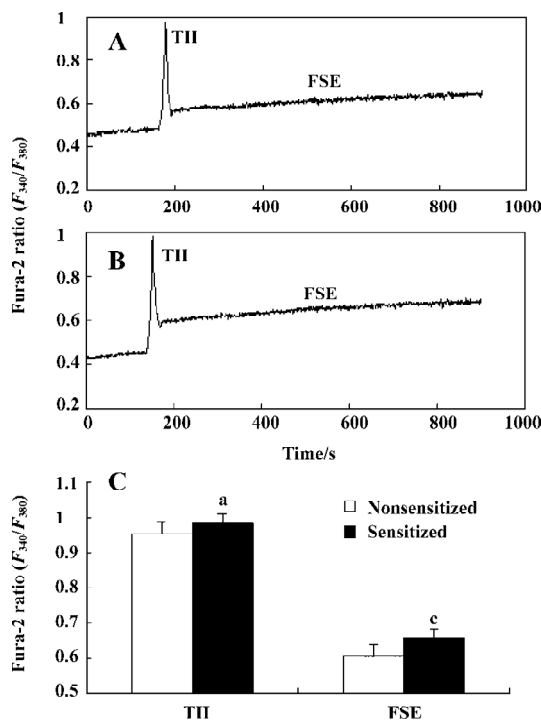 A
TII
FSE
1
0.8
0.6
0.4
0.2
0
200
400
600
800
1000
Fura-2 ratio (F340/F380)
B
TII
FSE
1
0.8
0.6
0.4
0.2
0
200
400
600
800
1000
Time/s
C
Fura-2 ratio (F340/F380)
1.1
1
0.9
0.8
0.7
0.6
0.5
a
c
Nonsensitized
Sensitized
TII
FSE